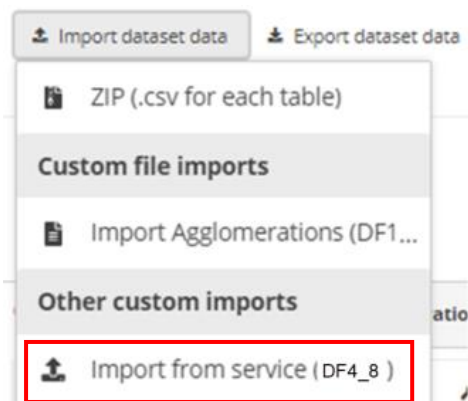 Import dataset data Export dataset data
ZIP (.csv for each table)
Custom file imports
Import Agglomerations (DF1...
Other custom imports
atio
Import from service ( DF4_8 )